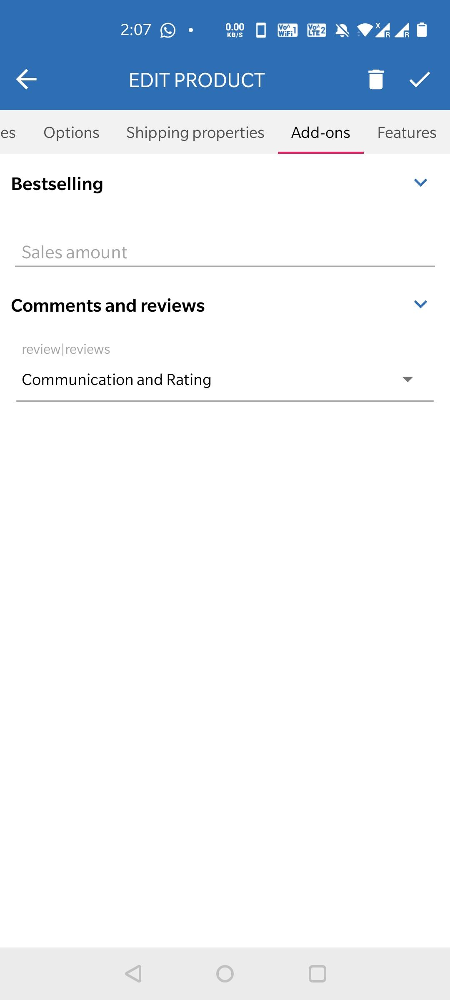 2:07
0.00
KB/S
Vo))
WiFi 1
Vo))
LTE 2
X
R
R
EDIT PRODUCT
es Options Shipping properties Add-ons Features
Bestselling
Sales amount
Comments and reviews
review|reviews
Communication and Rating